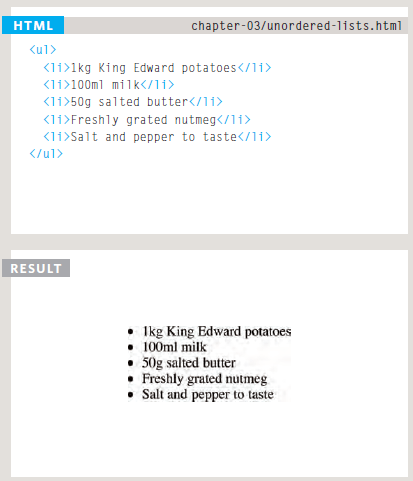 HTML chapter-03/unordered-lists.html
<ul>
<li>1kg King Edward potatoes</li>
<li>100ml milk</li>
<li>50g salted butter</li>
<li>Freshly grated nutmeg</li>
<li>Salt and pepper to taste</li>
</ul>
RESULT
• 1kg King Edward potatoes
• 100ml milk
• 50g salted butter
• Freshly grated nutmeg
• Salt and pepper to taste